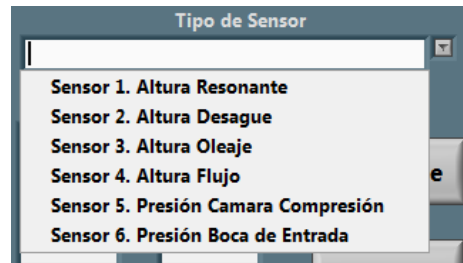 Tipo de Sensor
Sensor 1. Altura Resonante
Sensor 2. Altura Desague
Sensor 3. Altura Oleaje
Sensor 4. Altura Flujo
e
Sensor 5. Presión Camara Compresión
Sensor 6. Presión Boca de Entrada